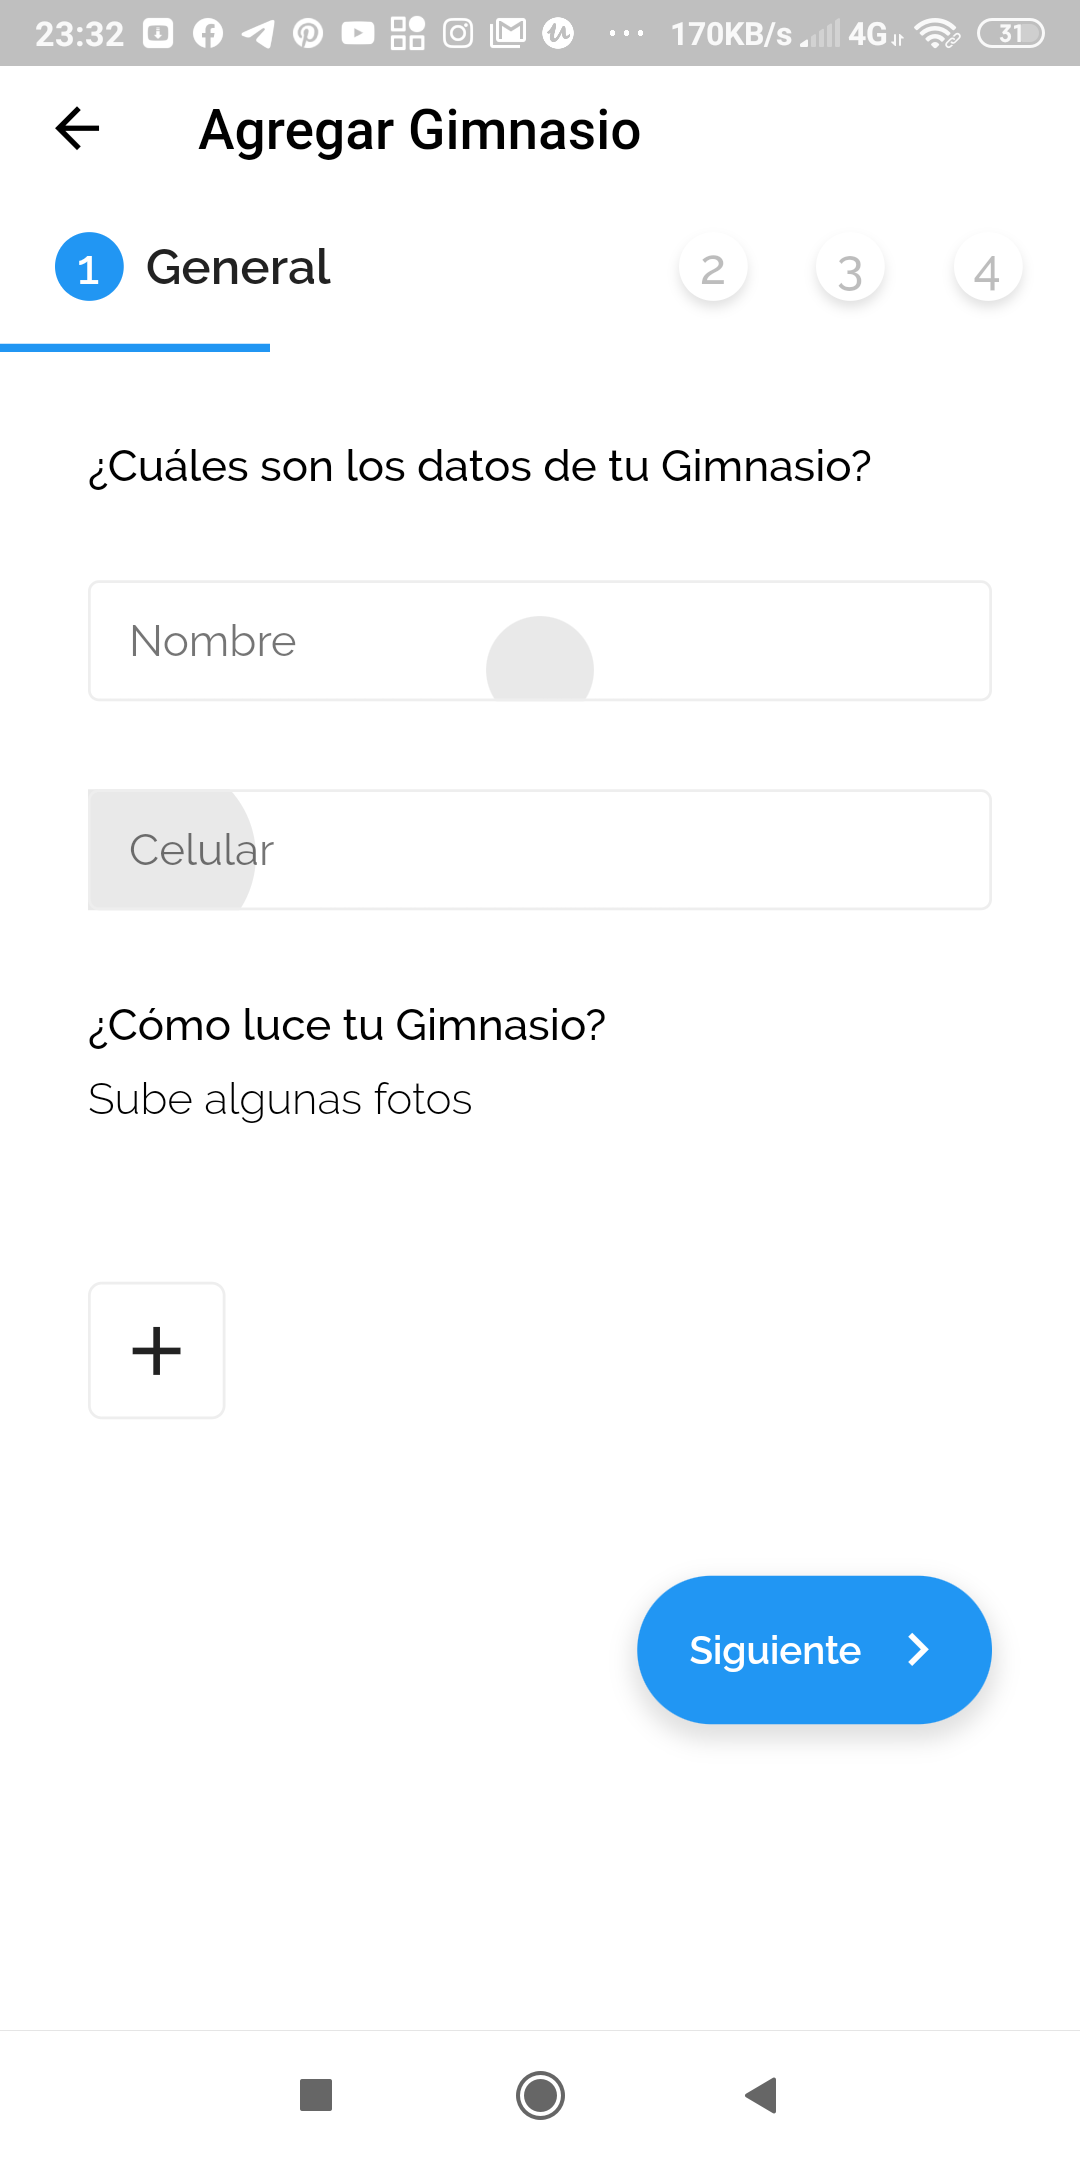 23:32 ... 170KB/s 4G 31
Agregar Gimnasio
1 General 2 3 4
¿Cuáles son los datos de tu Gimnasio?
Nombre
Celular
¿Cómo luce tu Gimnasio?
Sube algunas fotos
+
Siguiente